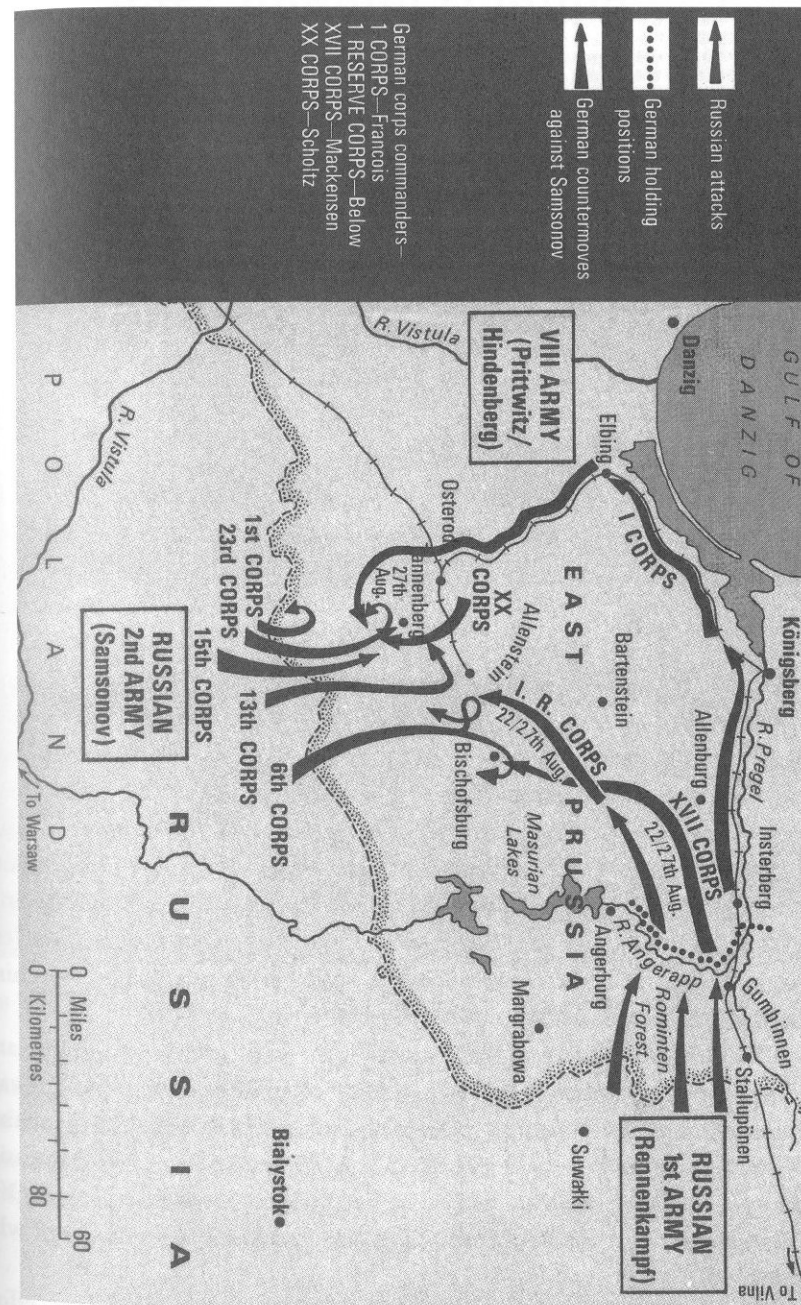 Russian attacks
German holding
positions
German countermoves
against Samsonov
German corps commanders—
1 CORPS—Francois
1 RESERVE CORPS—Below
XVII CORPS—Mackensen
XX CORPS—Scholtz
GULF OF
DANZIG
Danzig
R. Vistula
VIII ARMY
(Prittwitz/
Hindenberg)
Elbing
I CORPS
Königsberg
R. Pregel
Insterberg
Gumbinnen
Stallupönen
To Vilna
Allenburg
XVII CORPS
22/27th Aug.
Bartenstein
EAST
PRUSSIA
I. R. CORPS
22/27th Aug.
Allenstein
XX
CORPS
Osterod
annenberg
27th
Aug.
Bischofsburg
Masurian
Lakes
Angerburg
R. Angerapp
Rominten
Forest
RUSSIAN
1st ARMY
(Rennenkampf)
Margrabowa
Suwałki
1st CORPS
23rd CORPS
15th CORPS
13th CORPS
6th CORPS
RUSSIAN
2nd ARMY
(Samsonov)
R. Vistula
POLAND
To Warsaw
RUSSIA
Bialystok
0 Miles 60
0 Kilometres 80